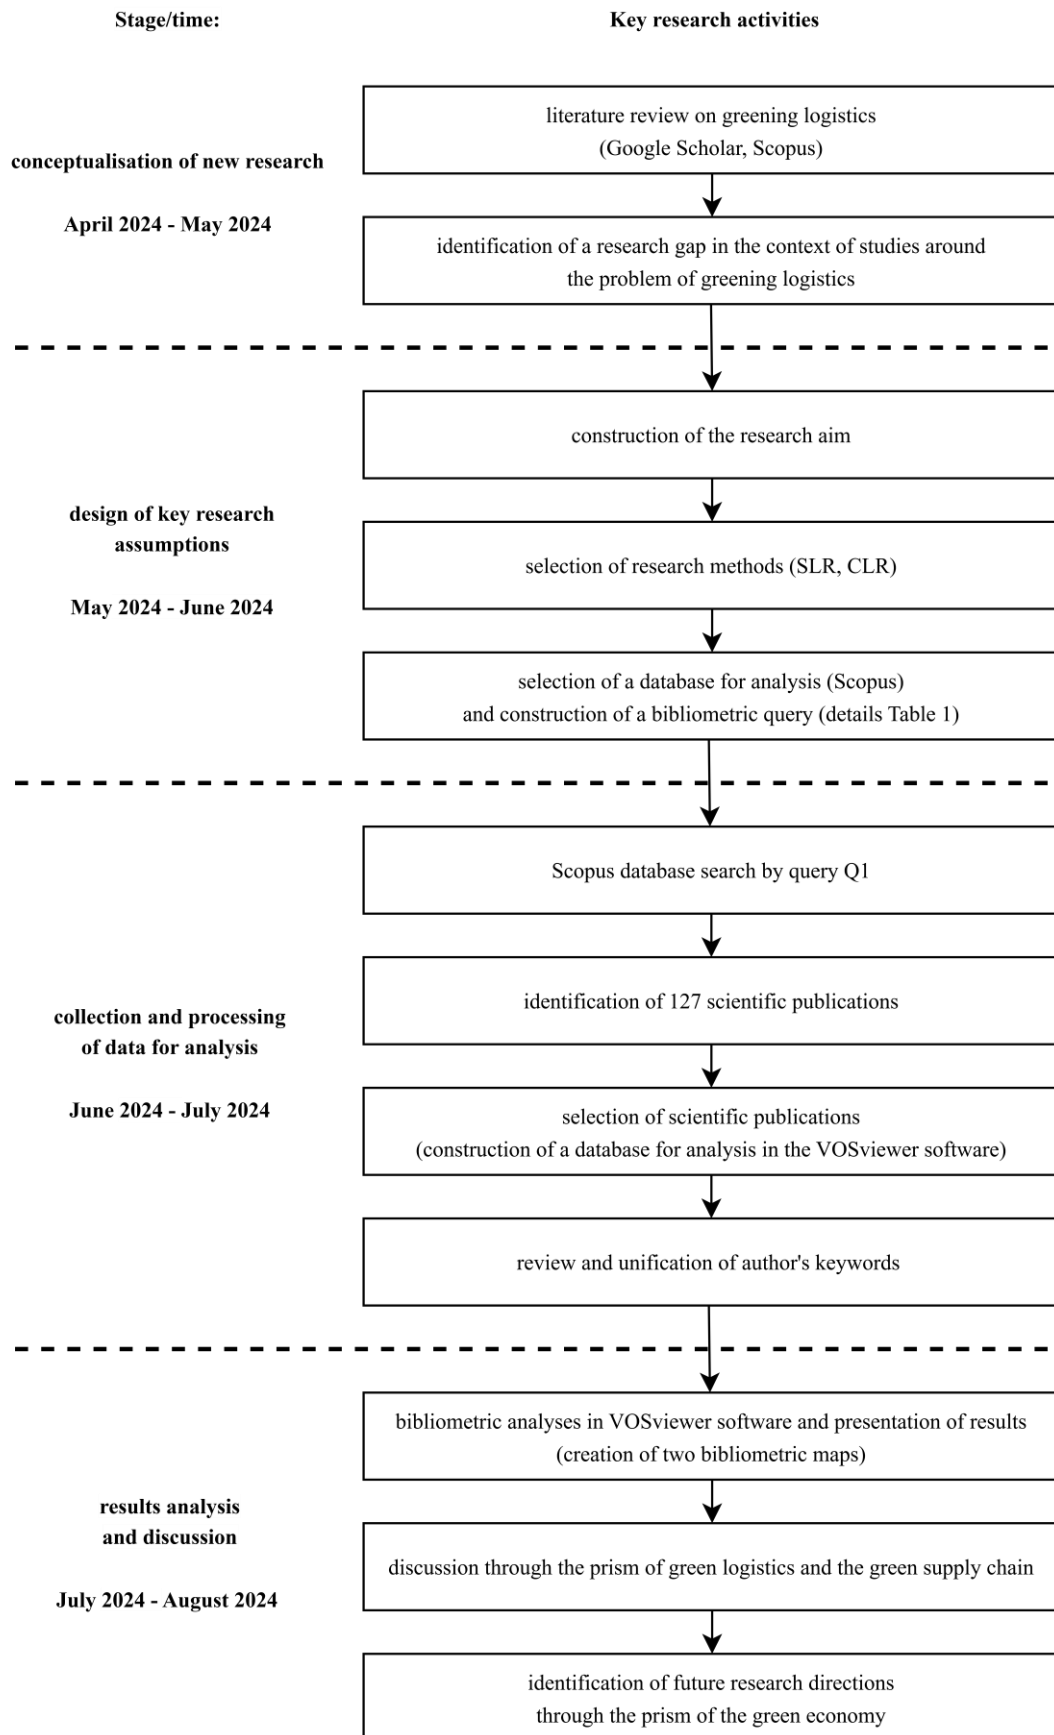 Stage/time:
Key research activities
conceptualisation of new research
April 2024 - May 2024
literature review on greening logistics
(Google Scholar, Scopus)
identification of a research gap in the context of studies around
the problem of greening logistics
design of key research
assumptions
May 2024 - June 2024
construction of the research aim
selection of research methods (SLR, CLR)
selection of a database for analysis (Scopus)
and construction of a bibliometric query (details Table 1)
collection and processing
of data for analysis
June 2024 - July 2024
Scopus database search by query Q1
identification of 127 scientific publications
selection of scientific publications
(construction of a database for analysis in the VOSviewer software)
review and unification of author's keywords
results analysis
and discussion
July 2024 - August 2024
bibliometric analyses in VOSviewer software and presentation of results
(creation of two bibliometric maps)
discussion through the prism of green logistics and the green supply chain
identification of future research directions
through the prism of the green economy